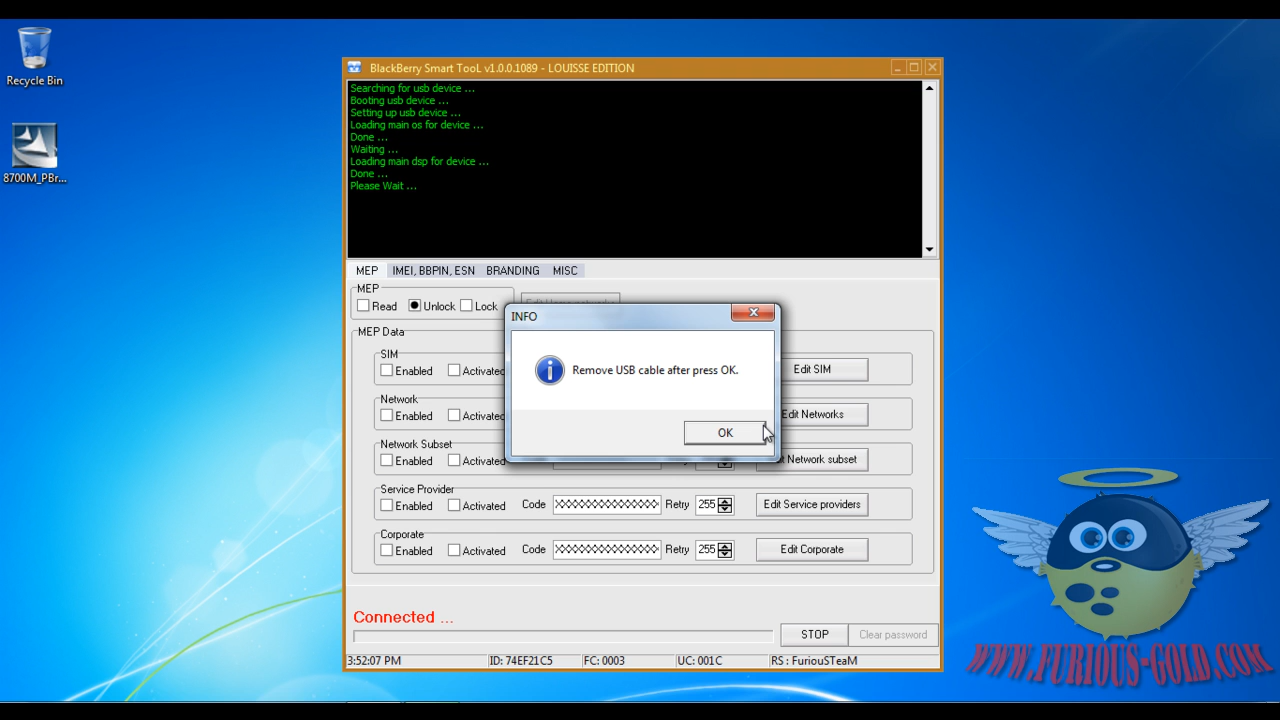 Recycle Bin
8700M_PBr...
BlackBerry Smart TooL v1.0.0.1089 - LOUISSE EDITION
Searching for usb device ...
Booting usb device ...
Setting up usb device ...
Loading main os for device ...
Done ...
Waiting ...
Loading main dsp for device ...
Done ...
Please Wait ...
MEP IMEI, BBPIN, ESN BRANDING MISC
MEP
Read Unlock Lock
INFO
Remove USB cable after press OK.
OK
MEP Data
SIM
Enabled Activated Edit SIM
Network
Enabled Activated Edit Networks
Network Subset
Enabled Activated Network subset
Service Provider
Enabled Activated Code XXXXXXXXXXXXXXXX Retry 255 Edit Service providers
Corporate
Enabled Activated Code XXXXXXXXXXXXXXXX Retry 255 Edit Corporate
Connected ...
STOP Clear password
3:52:07 PM ID: 74EF21C5 FC: 0003 UC: 001C RS : FuriouSTeaM
WWW.FURIOUS-GOLD.COM